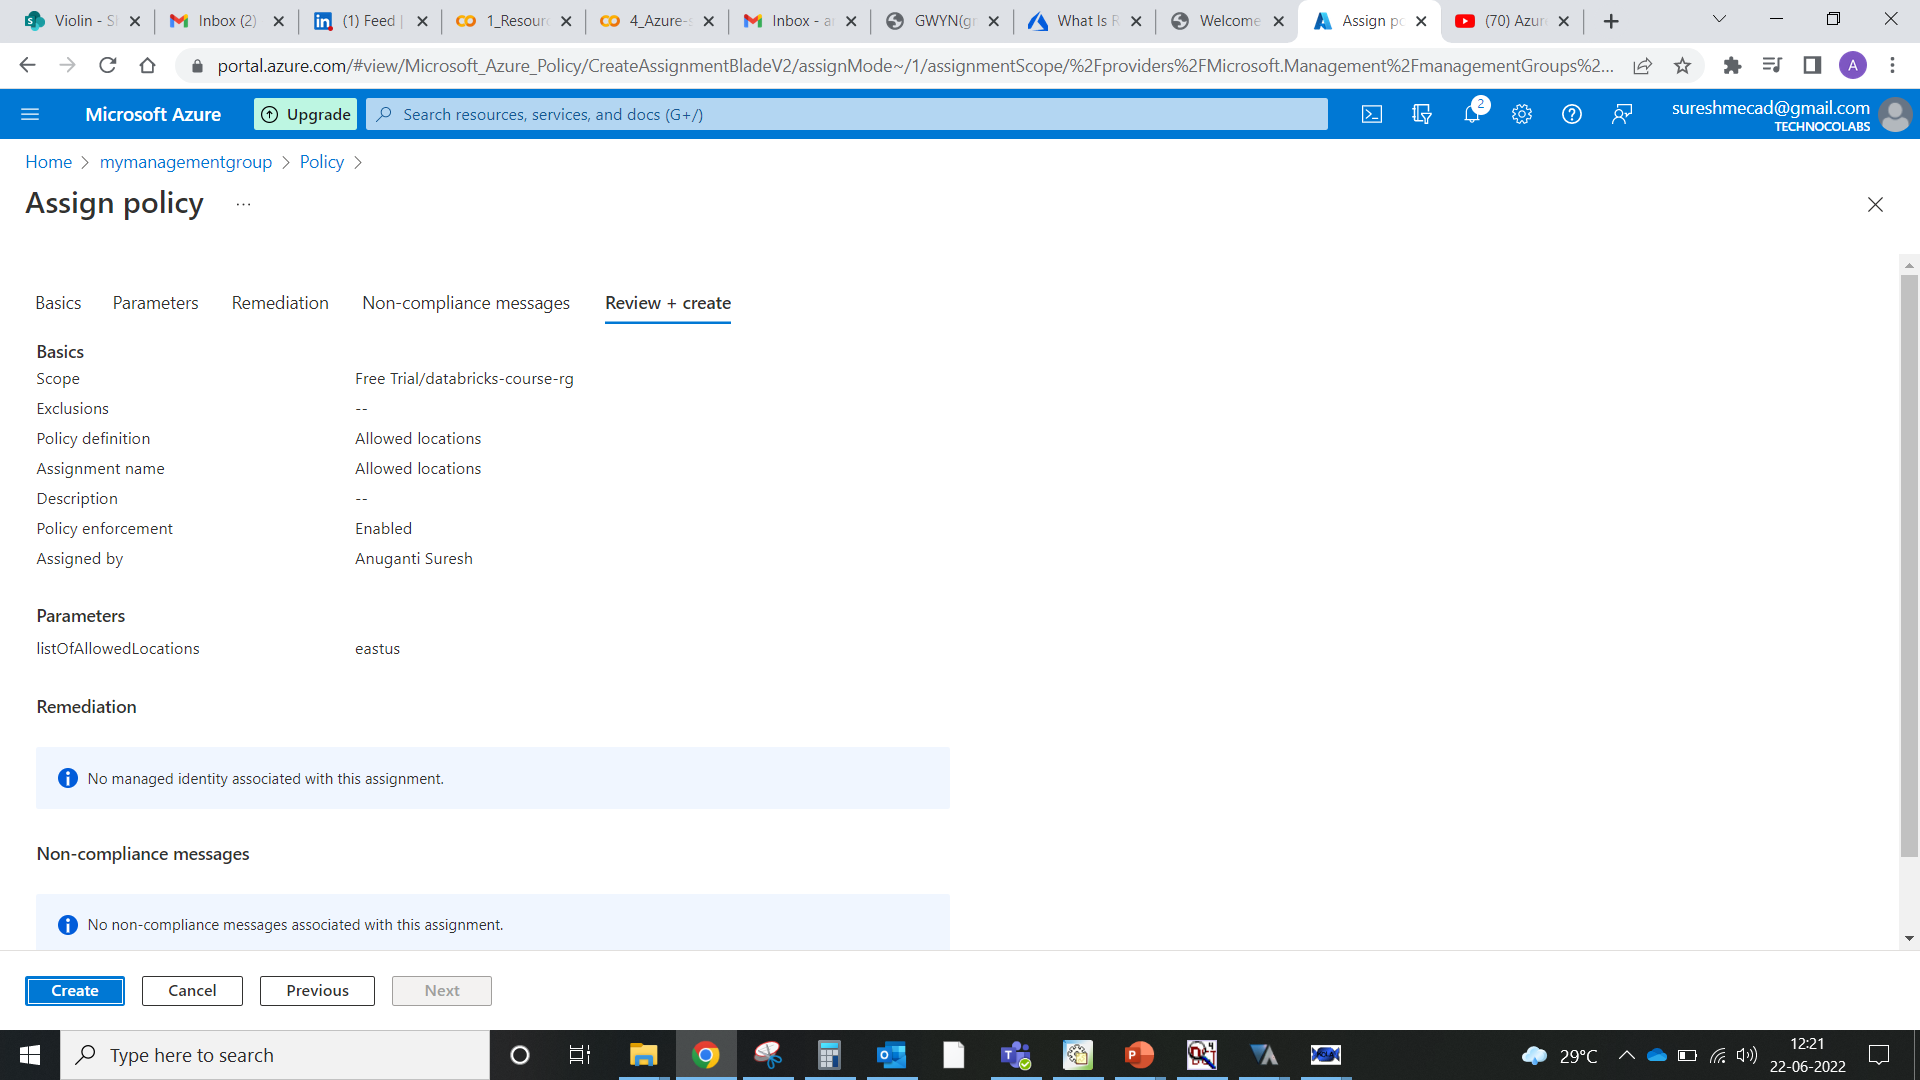 Violin - S
Inbox (2)
(1) Feed |
1_Resour
4_Azure-s
Inbox - a
GWYN(g
What Is R
Welcome
Assign po
(70) Azur
portal.azure.com/#view/Microsoft_Azure_Policy/CreateAssignmentBladeV2/assignMode~/1/assignmentScope/%2Fproviders%2FMicrosoft.Management%2FmanagementGroups%2...
A
Microsoft Azure
Upgrade
Search resources, services, and docs (G+/)
2
sureshmecad@gmail.com
TECHNOCOLABS
Home > mymanagementgroup > Policy >
Assign policy ...
Basics Parameters Remediation Non-compliance messages Review + create
Basics
Scope Free Trial/databricks-course-rg
Exclusions --
Policy definition Allowed locations
Assignment name Allowed locations
Description --
Policy enforcement Enabled
Assigned by Anuganti Suresh
Parameters
listOfAllowedLocations eastus
Remediation
No managed identity associated with this assignment.
Non-compliance messages
No non-compliance messages associated with this assignment.
Create Cancel Previous Next
Type here to search
29°C
12:21
22-06-2022